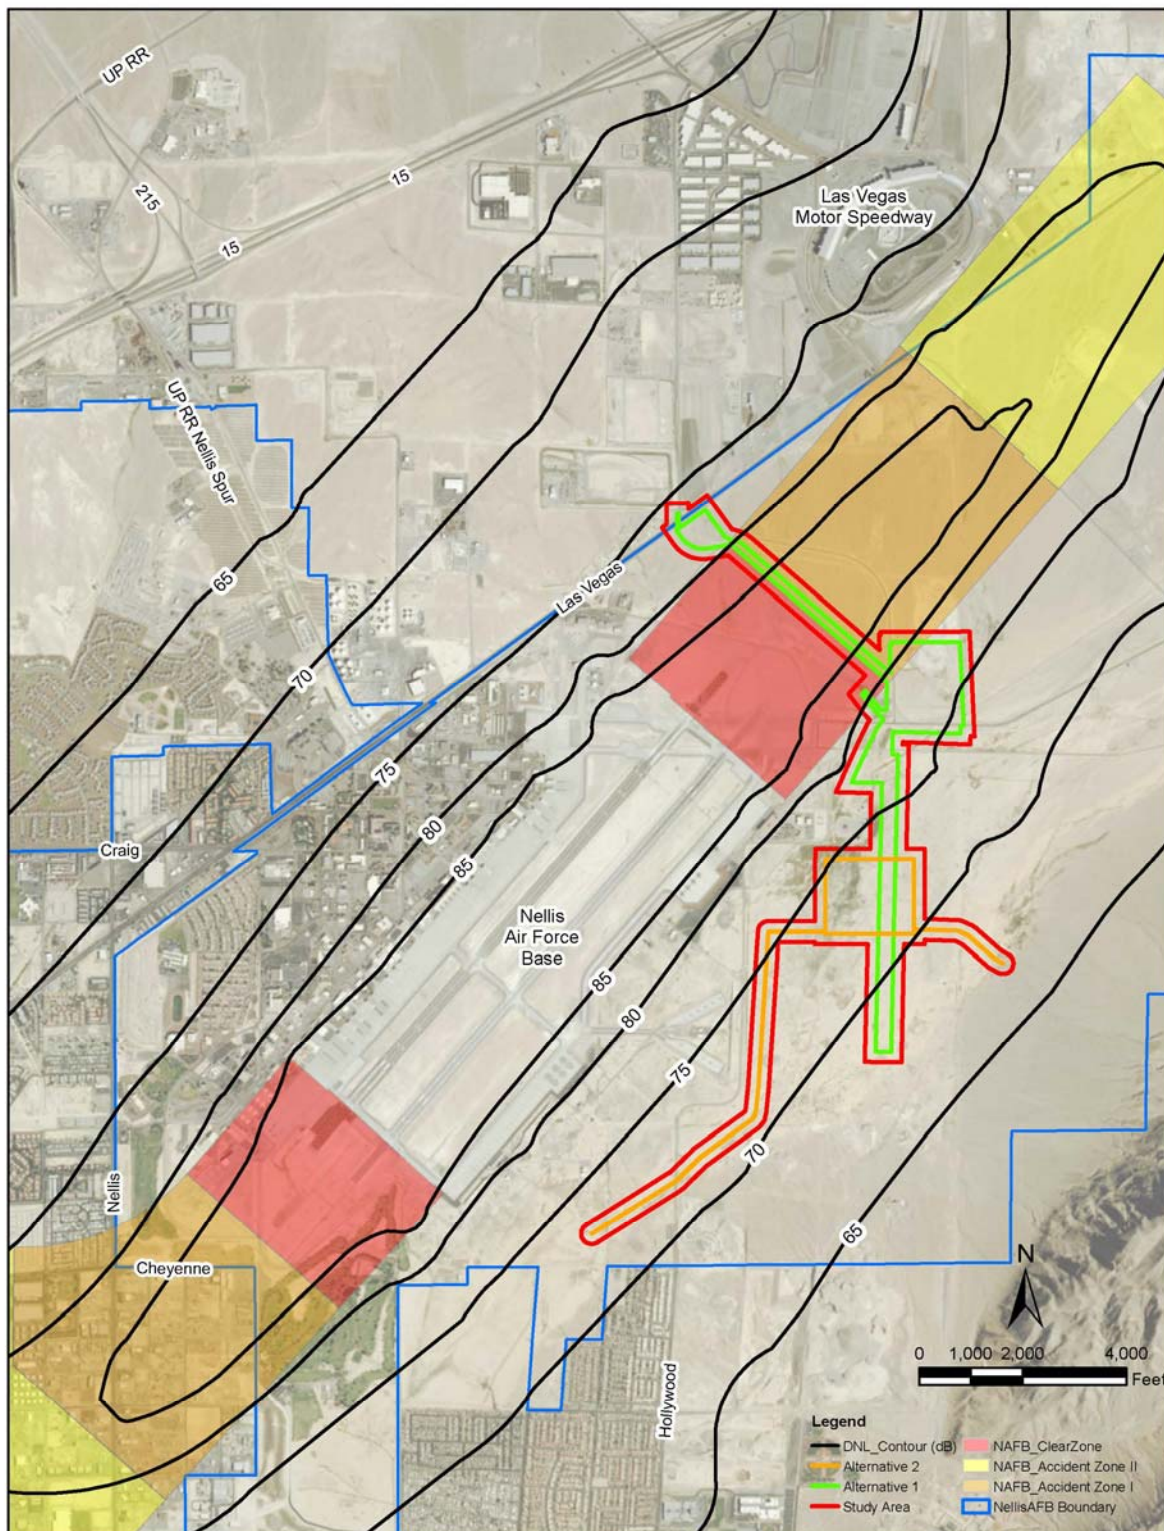 UP RR
215
15
15
Las Vegas
Motor Speedway
UP RR Nellis Spur
65
Las Vegas
70
75
Craig
80
85
Nellis
Air Force
Base
85
80
75
70
Nellis
65
Cheyenne
N
0 1,000 2,000 4,000
Feet
Hollywood
Legend
DNL_Contour (dB)
Alternative 2
Alternative 1
Study Area
NAFB_ClearZone
NAFB_Accident Zone II
NAFB_Accident Zone I
NellisAFB Boundary